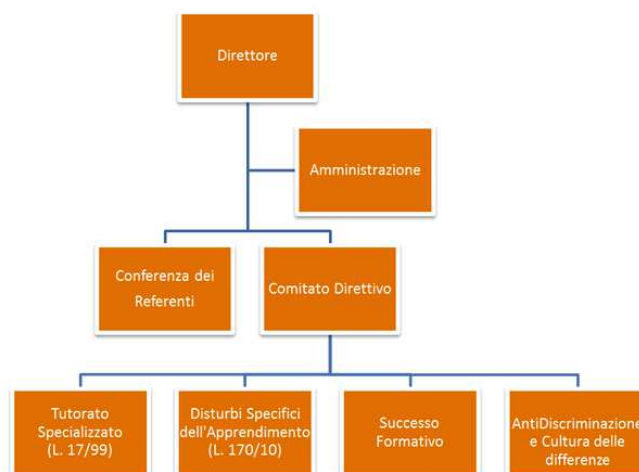 Direttore
Amministrazione
Conferenza dei
Referenti
Comitato Direttivo
Tutorato
Specializzato
(L. 17/99)
Disturbi Specifici
dell'Apprendimento
(L. 170/10)
Successo
Formativo
AntiDiscriminazione
e Cultura delle
differenze